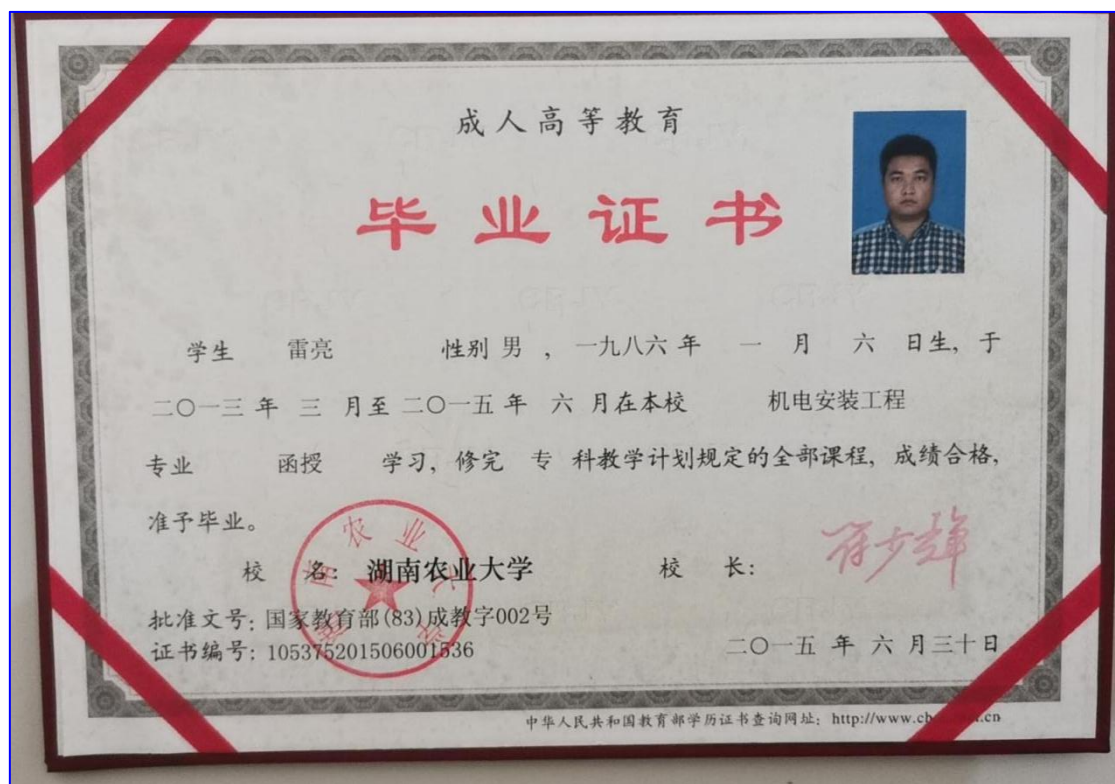 成人高等教育
毕业证书
学生 雷亮 性别 男 , 一九八六 年 一 月 六 日生, 于
二〇一三 年 三 月至 二〇一五 年 六 月在本校 机电安装工程
专业 函授 学习, 修完 专 科教学计划规定的全部课程, 成绩合格,
准予毕业。
校 名: 湖南农业大学 校 长:
湖南农业大学
批准文号: 国家教育部(83)成教字002号
证书编号: 105375201506001536
二〇一五 年 六 月三十日
中华人民共和国教育部学历证书查询网址: http://www.ch